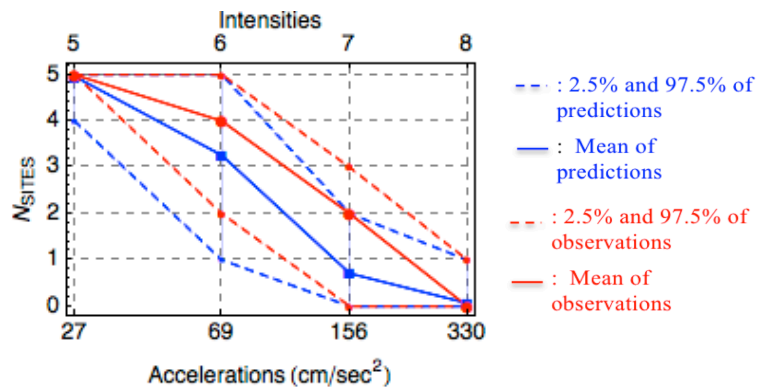 Intensities
5 6 7 8
5
4
3
2
1
0
N_SITES
27 69 156 330
Accelerations (cm/sec²)
: 2.5% and 97.5% of
predictions
: Mean of
predictions
: 2.5% and 97.5% of
observations
: Mean of
observations